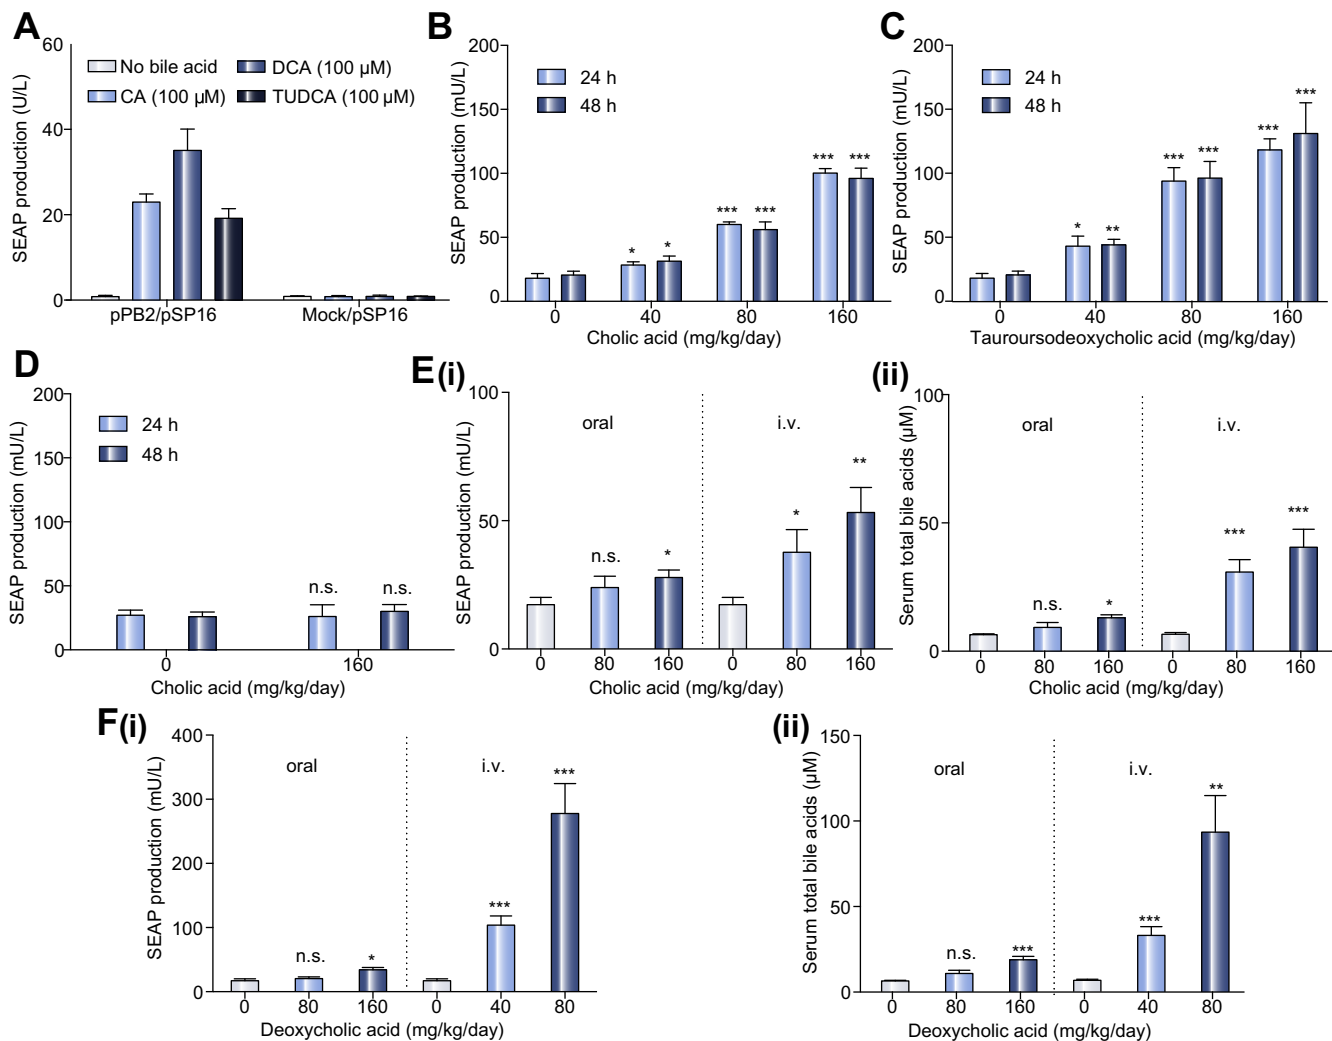 A
SEAP production (U/L)
60
40
20
0
No bile acid
DCA (100 µM)
CA (100 µM)
TUDCA (100 µM)
pPB2/pSP16
Mock/pSP16
B
SEAP production (mU/L)
200
150
100
50
0
24 h
48 h
* * *** *** *** ***
0 40 80 160
Cholic acid (mg/kg/day)
C
SEAP production (mU/L)
200
150
100
50
0
24 h
48 h
* ** *** *** *** ***
0 40 80 160
Tauroursodeoxycholic acid (mg/kg/day)
D
SEAP production (mU/L)
200
150
100
50
0
24 h
48 h
n.s. n.s.
0 160
Cholic acid (mg/kg/day)
E (i)
SEAP production (mU/L)
100
50
0
oral i.v.
n.s. * * **
0 80 160 0 80 160
Cholic acid (mg/kg/day)
(ii)
Serum total bile acids (µM)
100
50
0
oral i.v.
n.s. * *** ***
0 80 160 0 80 160
Cholic acid (mg/kg/day)
F (i)
SEAP production (mU/L)
400
300
200
100
0
oral i.v.
n.s. * *** ***
0 80 160 0 40 80
Deoxycholic acid (mg/kg/day)
(ii)
Serum total bile acids (µM)
150
100
50
0
oral i.v.
n.s. *** *** **
0 80 160 0 40 80
Deoxycholic acid (mg/kg/day)